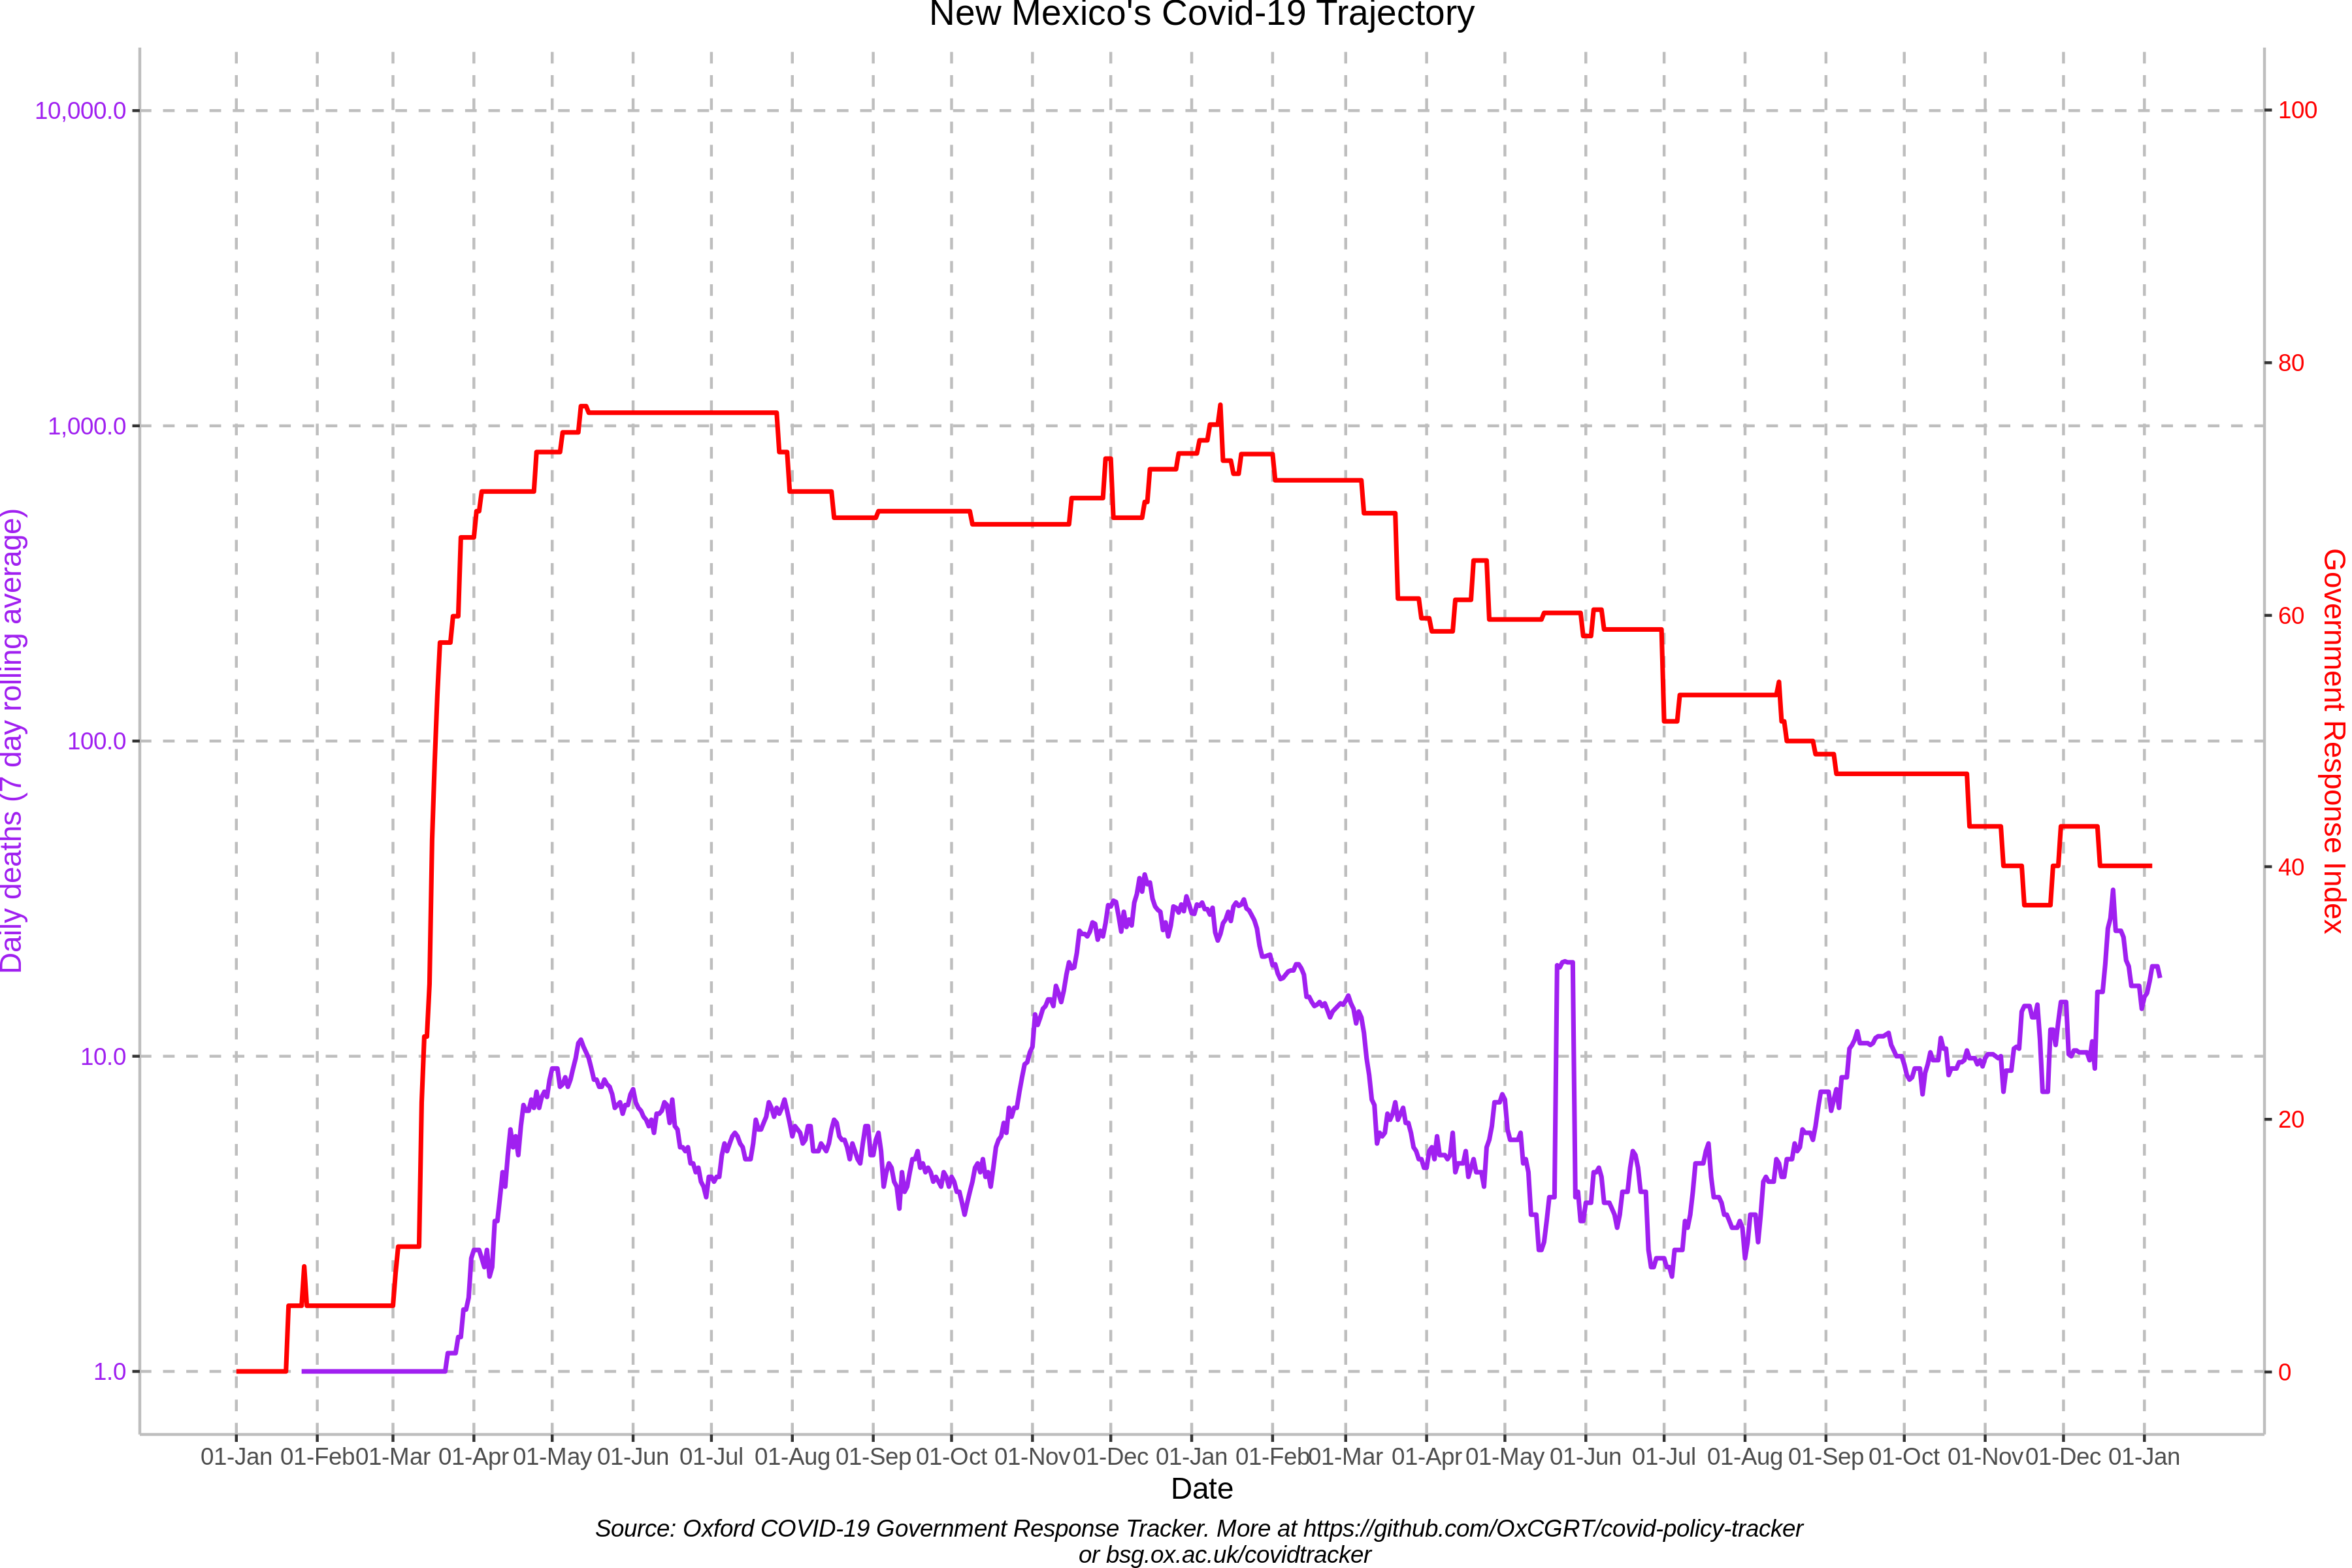 New Mexico's Covid-19 Trajectory
10,000.0
1,000.0
100.0
10.0
1.0
Daily deaths (7 day rolling average)
100
80
60
40
20
0
Government Response Index
01-Jan 01-Feb 01-Mar 01-Apr 01-May 01-Jun 01-Jul 01-Aug 01-Sep 01-Oct 01-Nov 01-Dec 01-Jan 01-Feb 01-Mar 01-Apr 01-May 01-Jun 01-Jul 01-Aug 01-Sep 01-Oct 01-Nov 01-Dec 01-Jan
Date
Source: Oxford COVID-19 Government Response Tracker. More at https://github.com/OxCGRT/covid-policy-tracker
or bsg.ox.ac.uk/covidtracker